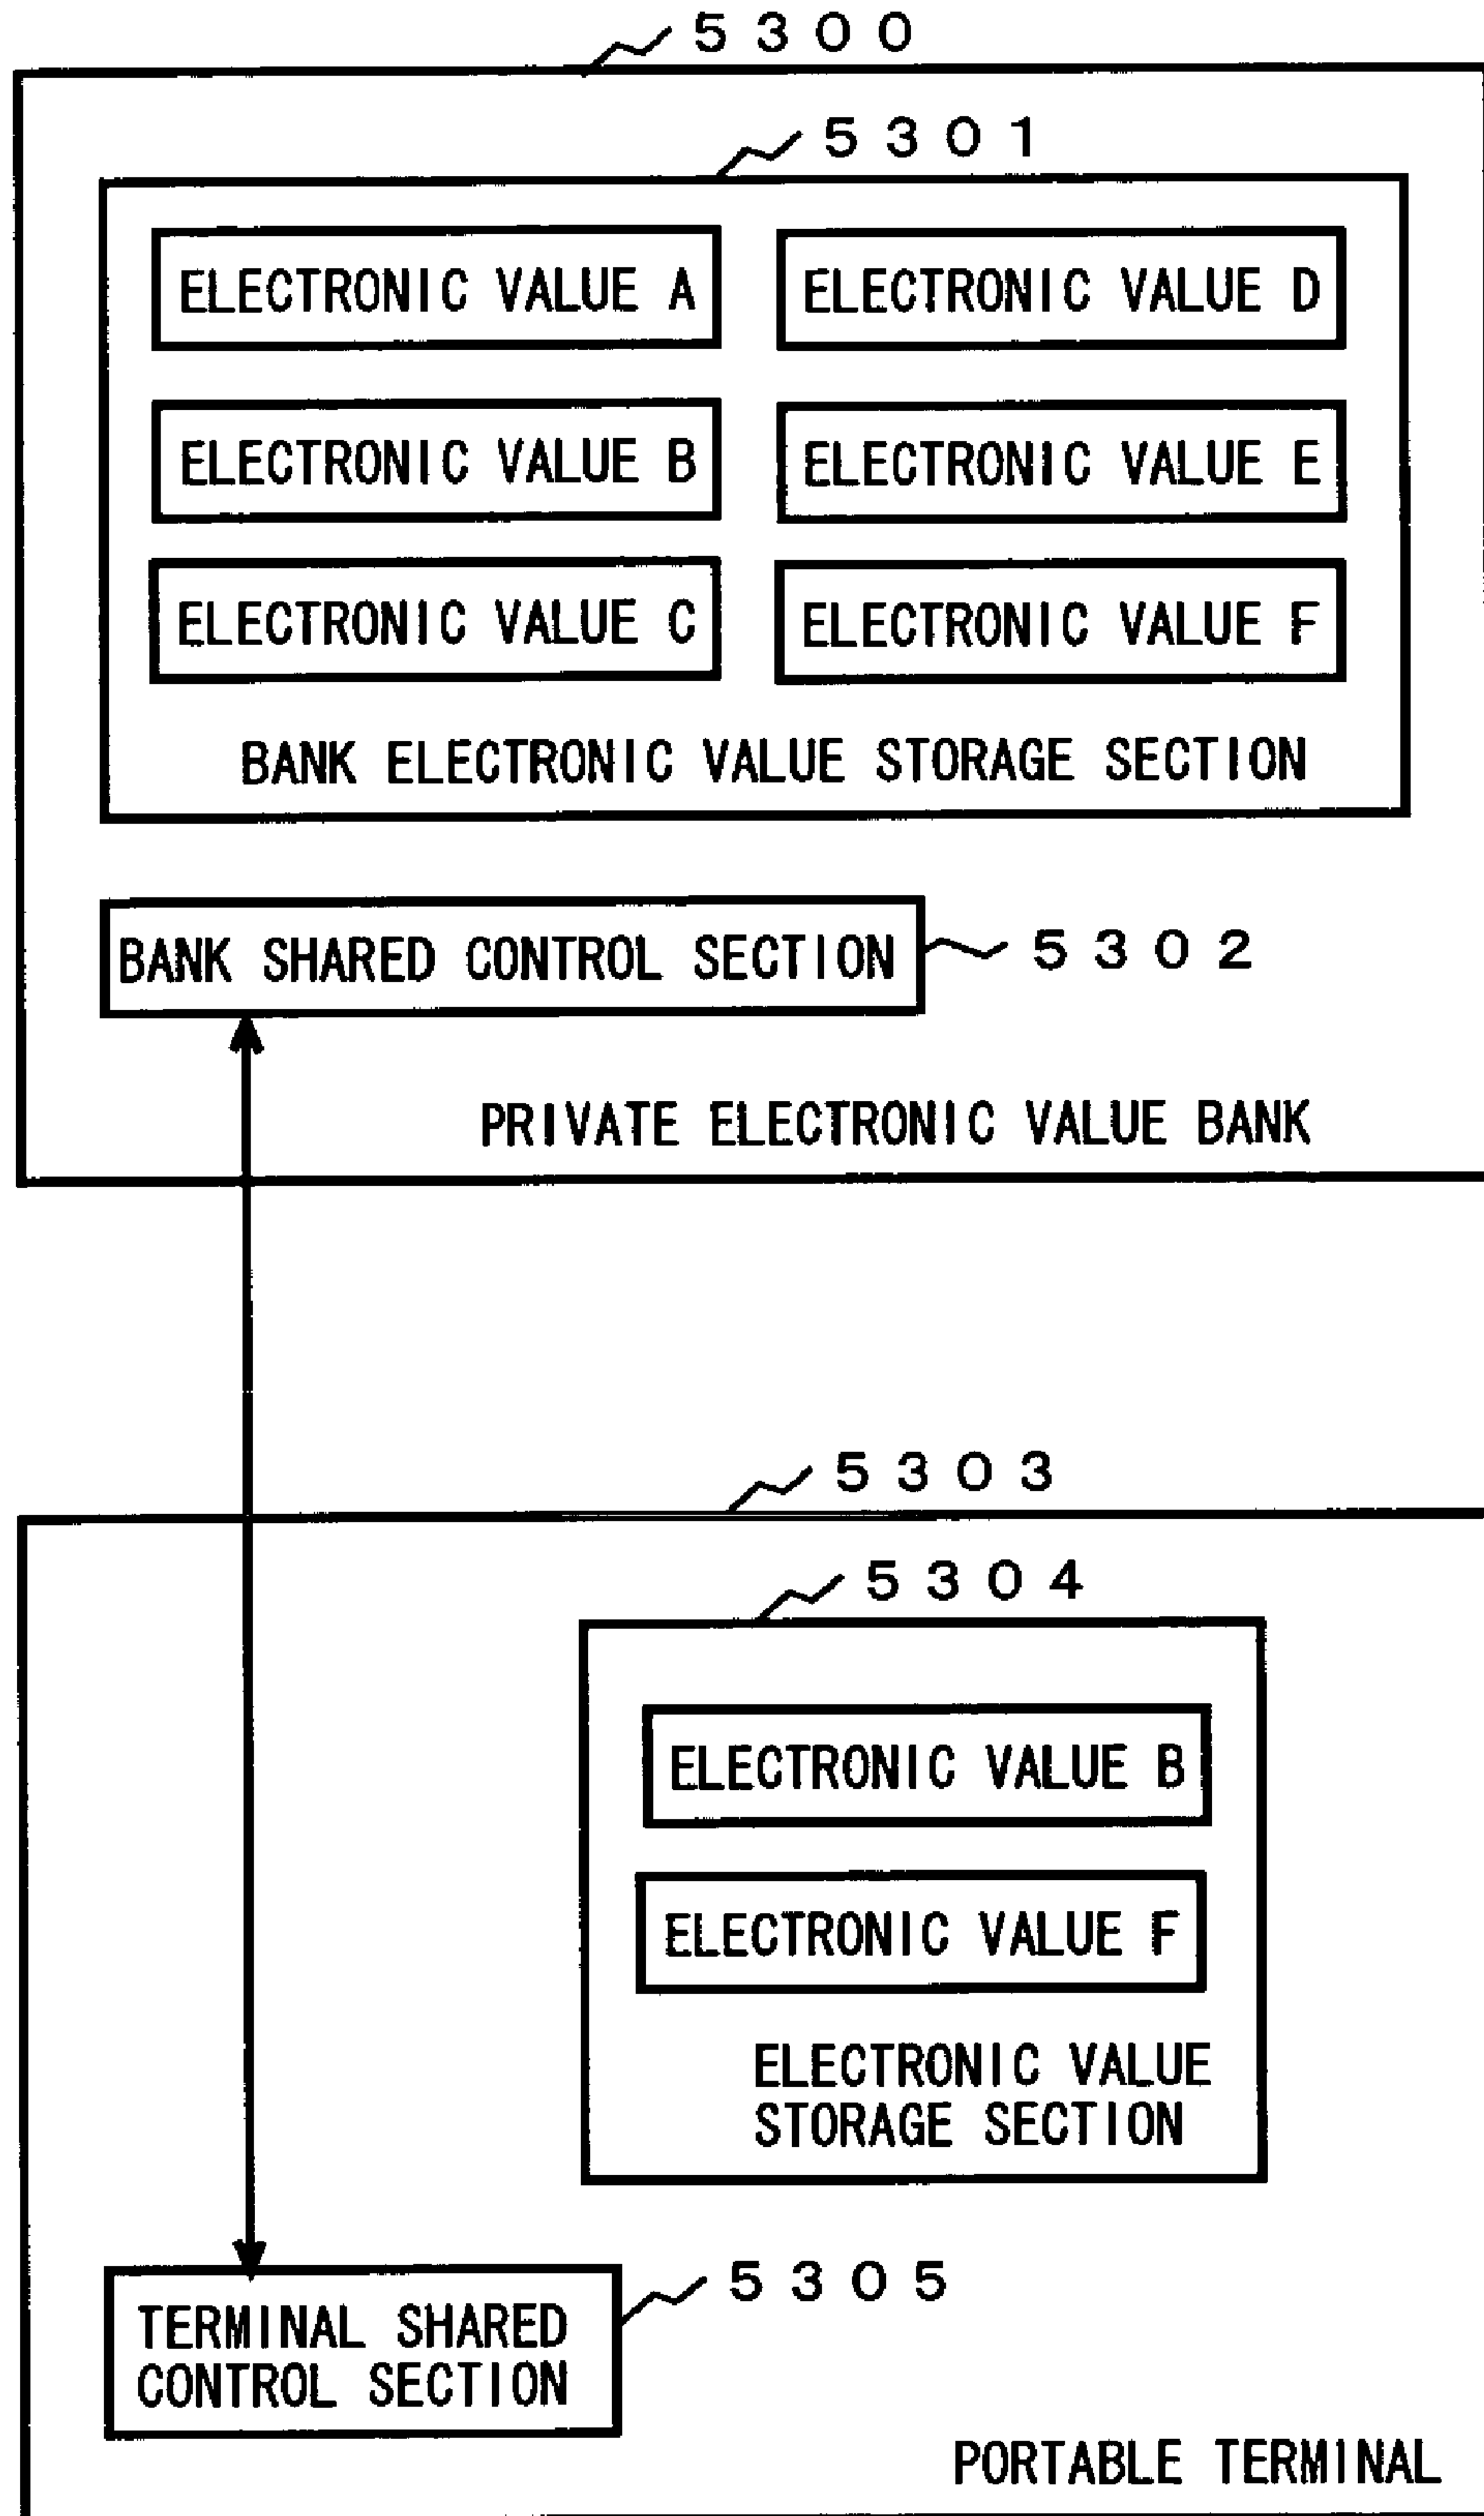 5300
5301
ELECTRONIC VALUE A
ELECTRONIC VALUE D
ELECTRONIC VALUE B
ELECTRONIC VALUE E
ELECTRONIC VALUE C
ELECTRONIC VALUE F
BANK ELECTRONIC VALUE STORAGE SECTION
BANK SHARED CONTROL SECTION
5302
PRIVATE ELECTRONIC VALUE BANK
5303
5304
ELECTRONIC VALUE B
ELECTRONIC VALUE F
ELECTRONIC VALUE
STORAGE SECTION
5305
TERMINAL SHARED
CONTROL SECTION
PORTABLE TERMINAL